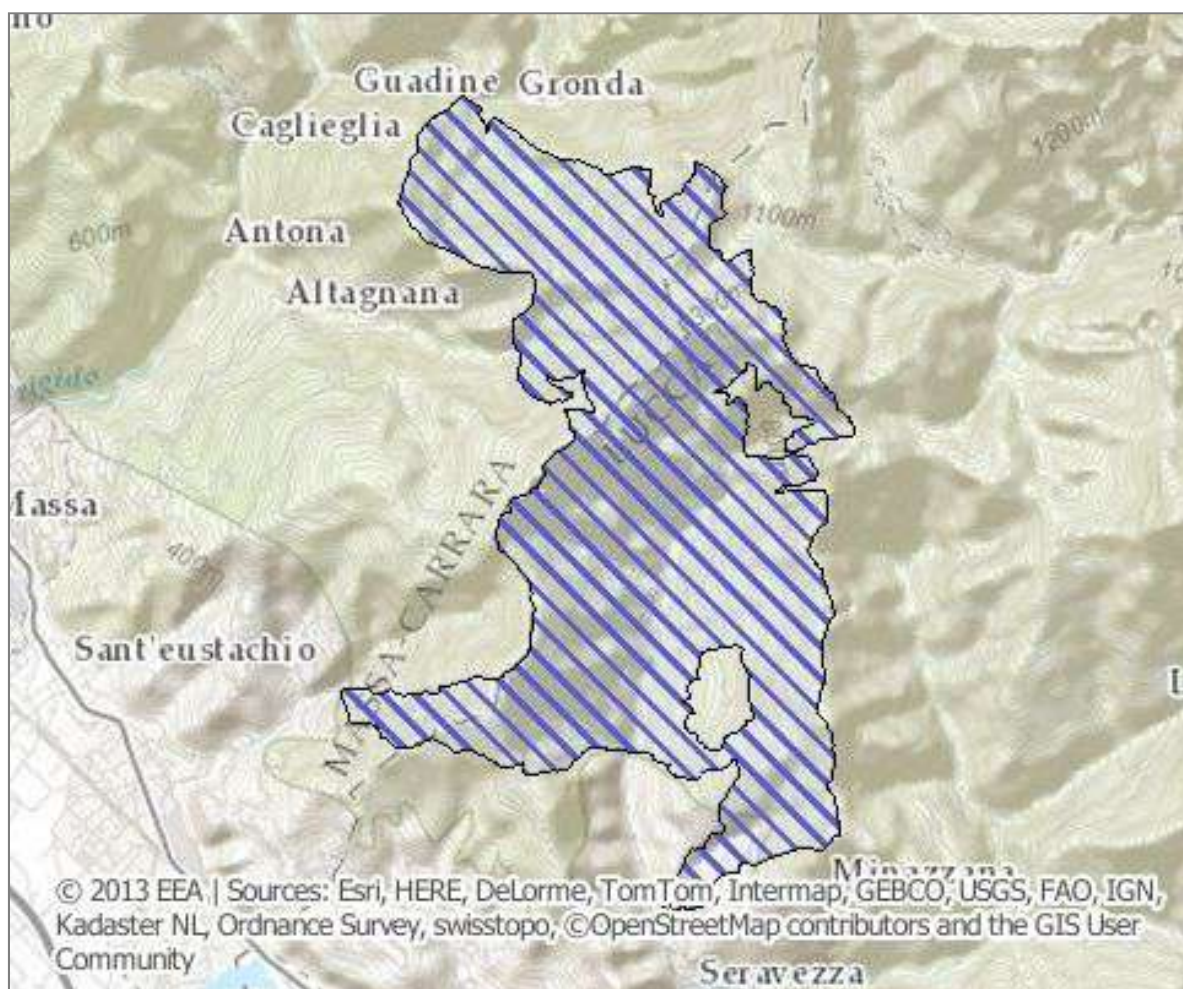 Guadine Gronda
Caglieglia
1200m
1100m
600m
Antona
Altagnana
LUCCA
Massa
MASSA-CARRARA
400m
Sant'eustachio
Minazzana
© 2013 EEA | Sources: Esri, HERE, DeLorme, TomTom, Intermap, GEBCO, USGS, FAO, IGN,
Kadaster NL, Ordnance Survey, swisstopo, ©OpenStreetMap contributors and the GIS User
Community
Seravezza